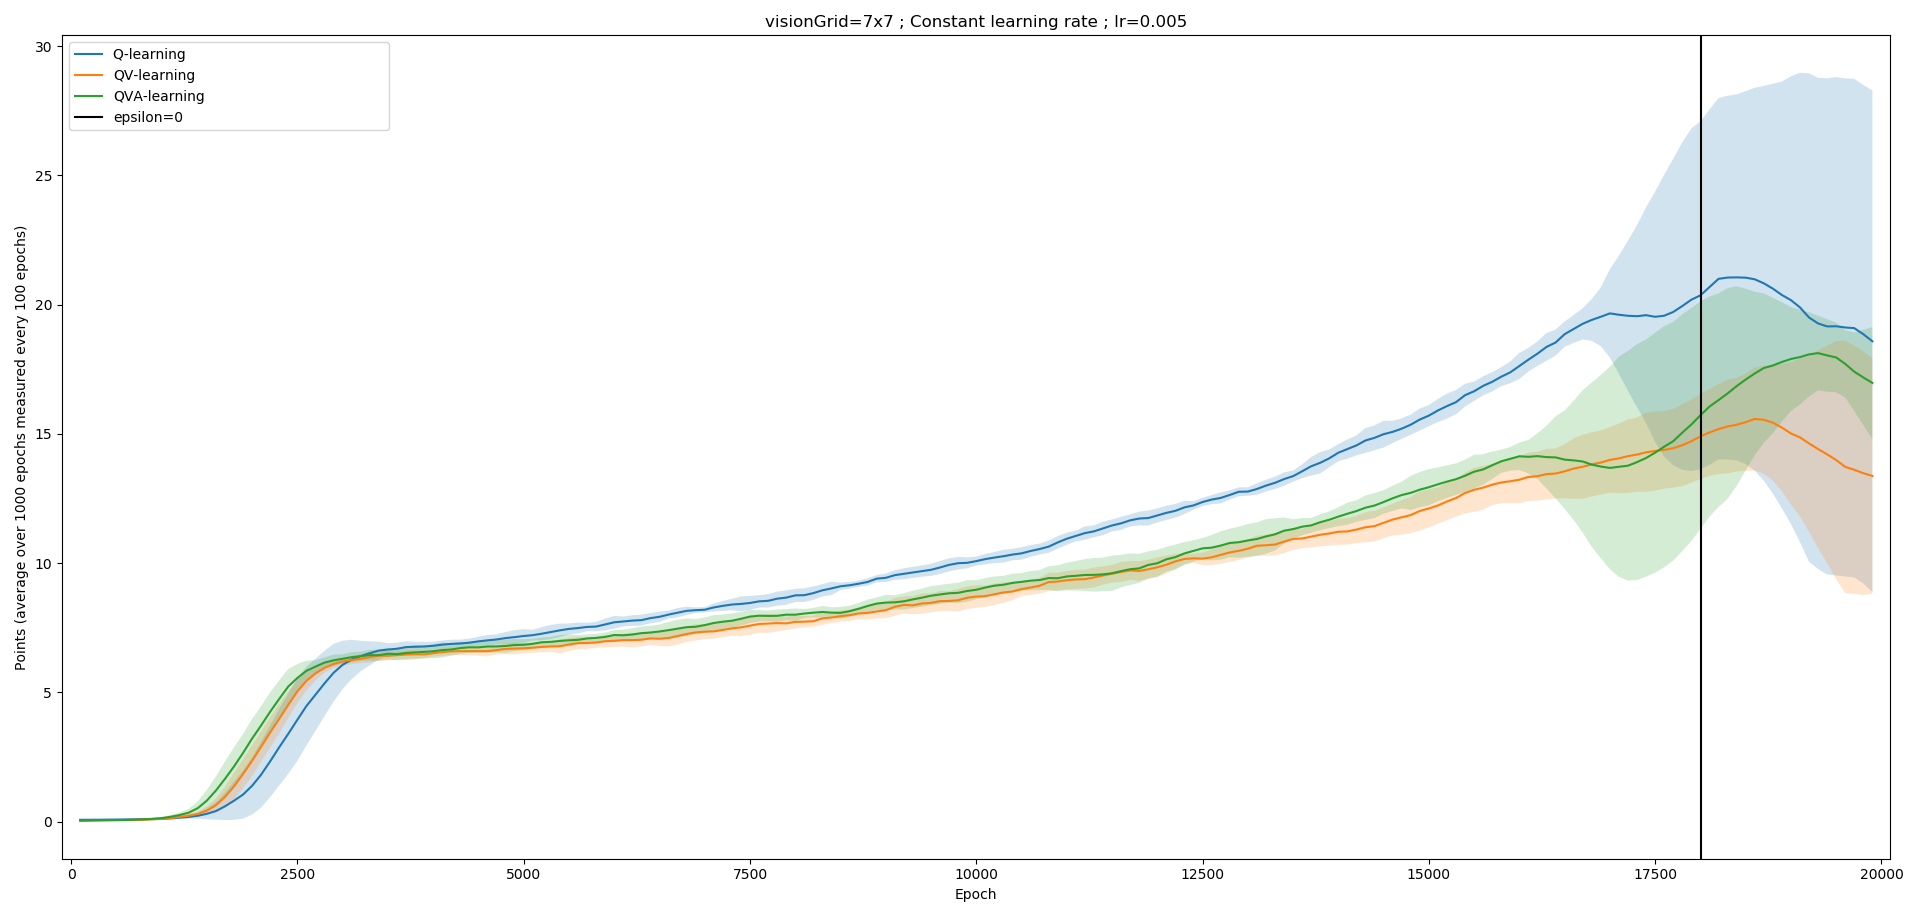 visionGrid=7x7 ; Constant learning rate ; lr=0.005
Q-learning
QV-learning
QVA-learning
epsilon=0
Points (average over 1000 epochs measured every 100 epochs)
30
25
20
15
10
5
0
0 2500 5000 7500 10000 12500 15000 17500 20000
Epoch